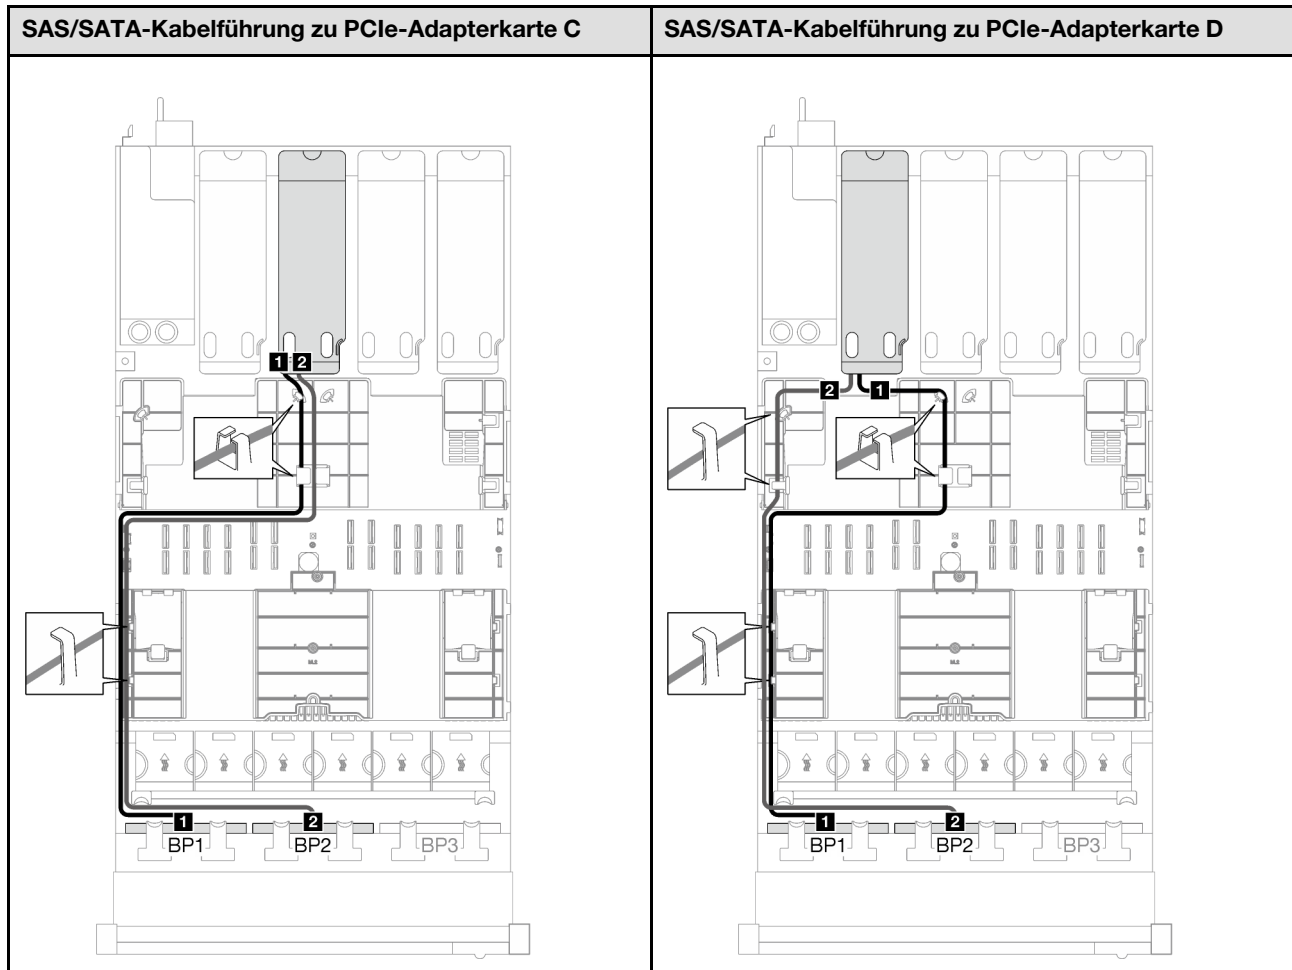 SAS/SATA-Kabelführung zu PCIe-Adapterkarte C
SAS/SATA-Kabelführung zu PCIe-Adapterkarte D
1 2
1 2
BP1 BP2 BP3
2 1
1 2
BP1 BP2 BP3